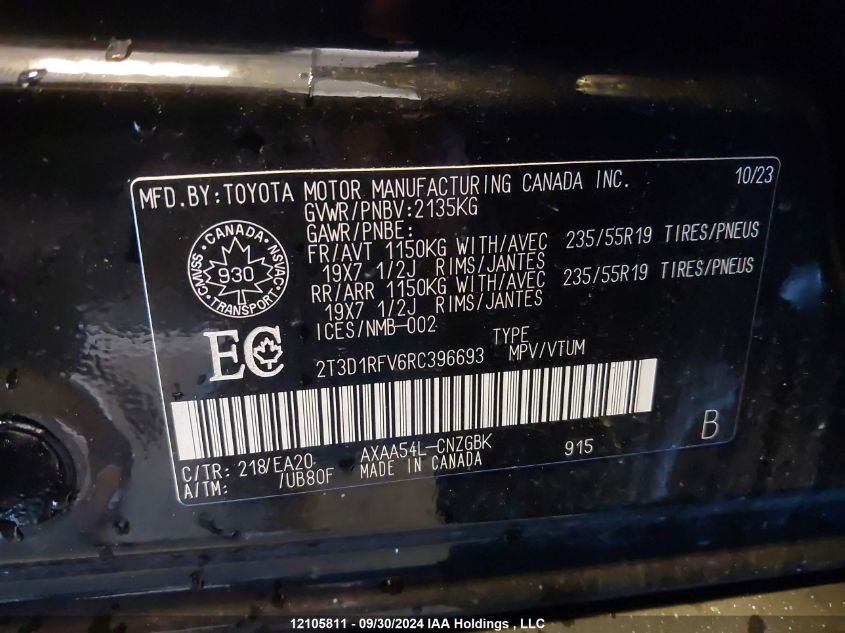 MFD.BY:TOYOTA MOTOR MANUFACTURING CANADA INC. 10/23
GVWR/PNBV:2135KG
GAWR/PNBE:
FR/AVT 1150KG WITH/AVEC 235/55R19 TIRES/PNEUS
19X7 1/2J RIMS/JANTES
RR/ARR 1150KG WITH/AVEC 235/55R19 TIRES/PNEUS
19X7 1/2J RIMS/JANTES
ICES/NMB-002
CANADA
CMVSS 930 NSVAC
TRANSPORT
EC
TYPE
2T3D1RFV6RC396693 MPV/VTUM
C/TR: 218/EA20 AXAA54L-CNZGBK 915 B
A/TM: /UB80F MADE IN CANADA
12105811 - 09/30/2024 IAA Holdings , LLC